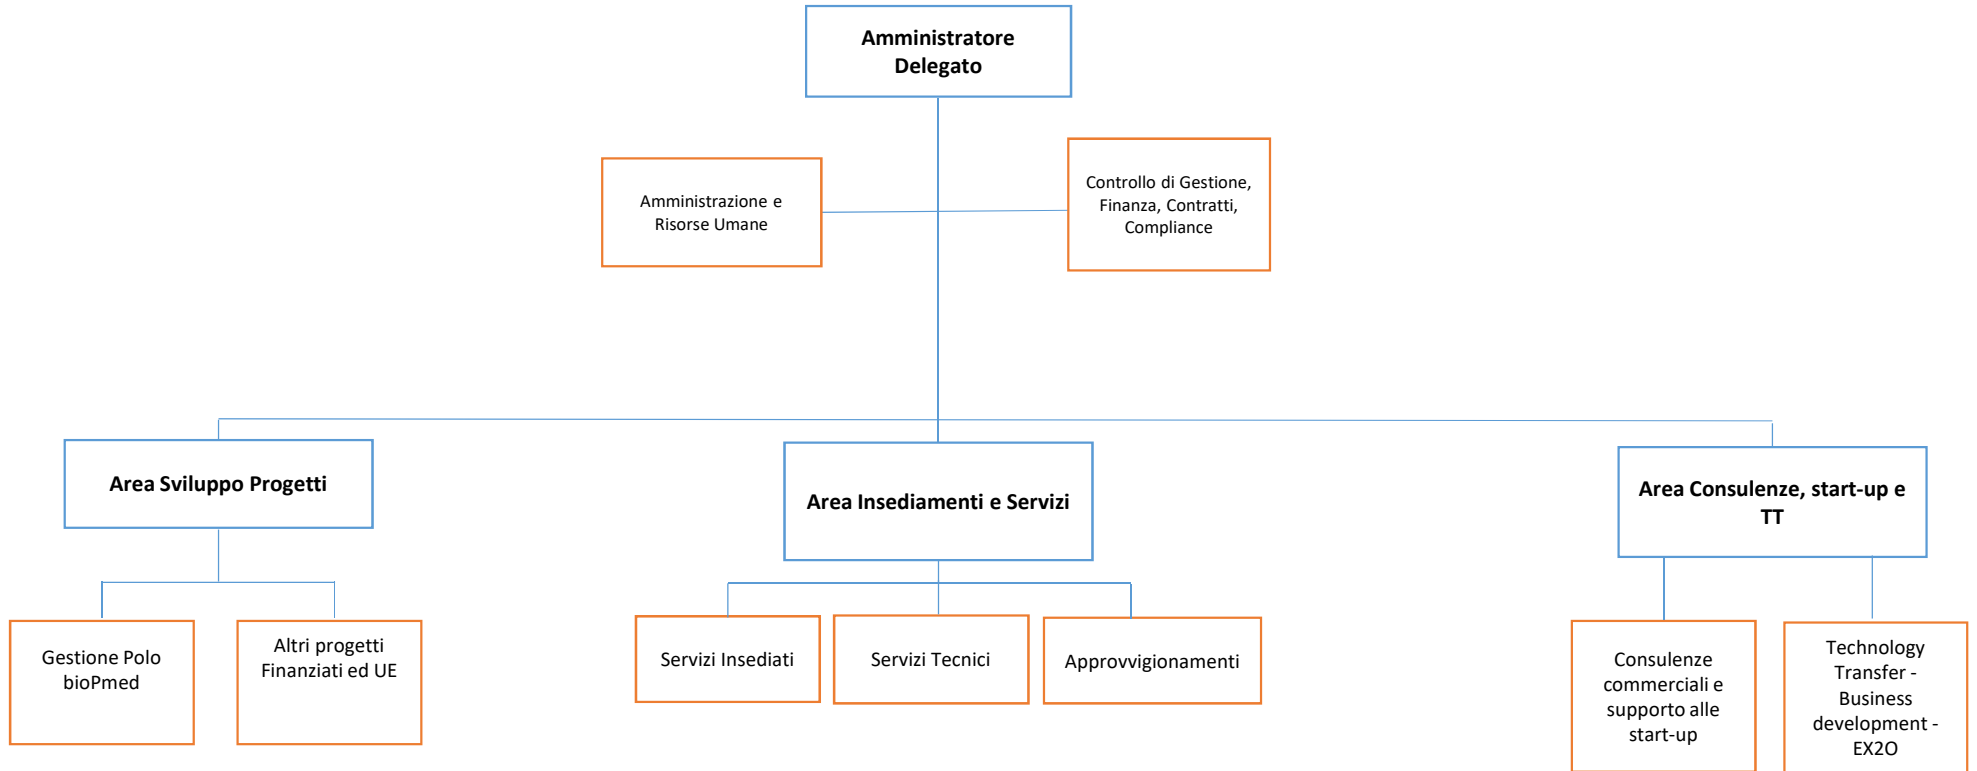 Amministratore
Delegato
Amministrazione e
Risorse Umane
Controllo di Gestione,
Finanza, Contratti,
Compliance
Area Sviluppo Progetti
Area Insediamenti e Servizi
Area Consulenze, start-up e
TT
Gestione Polo
bioPmed
Altri progetti
Finanziati ed UE
Servizi Insediati
Servizi Tecnici
Approvvigionamenti
Consulenze
commerciali e
supporto alle
start-up
Technology
Transfer -
Business
development -
EX2O